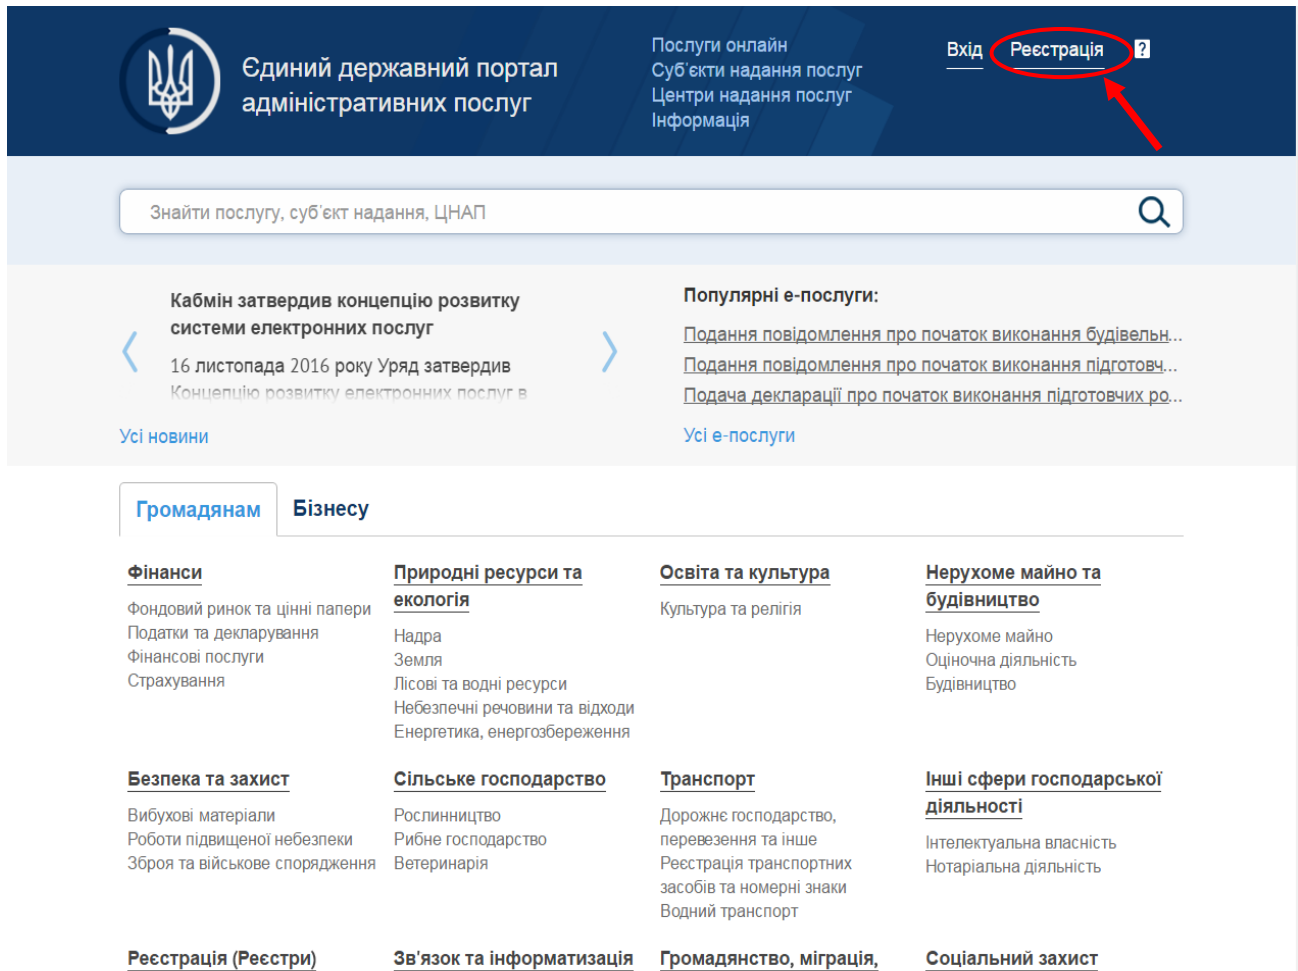 Єдиний державний портал
адміністративних послуг
Послуги онлайн
Суб'єкти надання послуг
Центри надання послуг
Інформація
Вхід
Реєстрація
?
Знайти послугу, суб'єкт надання, ЦНАП
Кабмін затвердив концепцію розвитку
системи електронних послуг
16 листопада 2016 року Уряд затвердив
Концепцію розвитку електронних послуг в
Усі новини
Популярні е-послуги:
Подання повідомлення про початок виконання будівельн...
Подання повідомлення про початок виконання підготовч...
Подача декларації про початок виконання підготовчих ро...
Усі е-послуги
Громадянам
Бізнесу
Фінанси
Фондовий ринок та цінні папери
Податки та декларування
Фінансові послуги
Страхування
Природні ресурси та
екологія
Надра
Земля
Лісові та водні ресурси
Небезпечні речовини та відходи
Енергетика, енергозбереження
Освіта та культура
Культура та релігія
Нерухоме майно та
будівництво
Нерухоме майно
Оціночна діяльність
Будівництво
Безпека та захист
Вибухові матеріали
Роботи підвищеної небезпеки
Зброя та військове спорядження
Сільське господарство
Рослинництво
Рибне господарство
Ветеринарія
Транспорт
Дорожнє господарство,
перевезення та інше
Реєстрація транспортних
засобів та номерні знаки
Водний транспорт
Інші сфери господарської
діяльності
Інтелектуальна власність
Нотаріальна діяльність
Реєстрація (Реєстри)
Зв'язок та інформатизація
Громадянство, міграція,
Соціальний захист